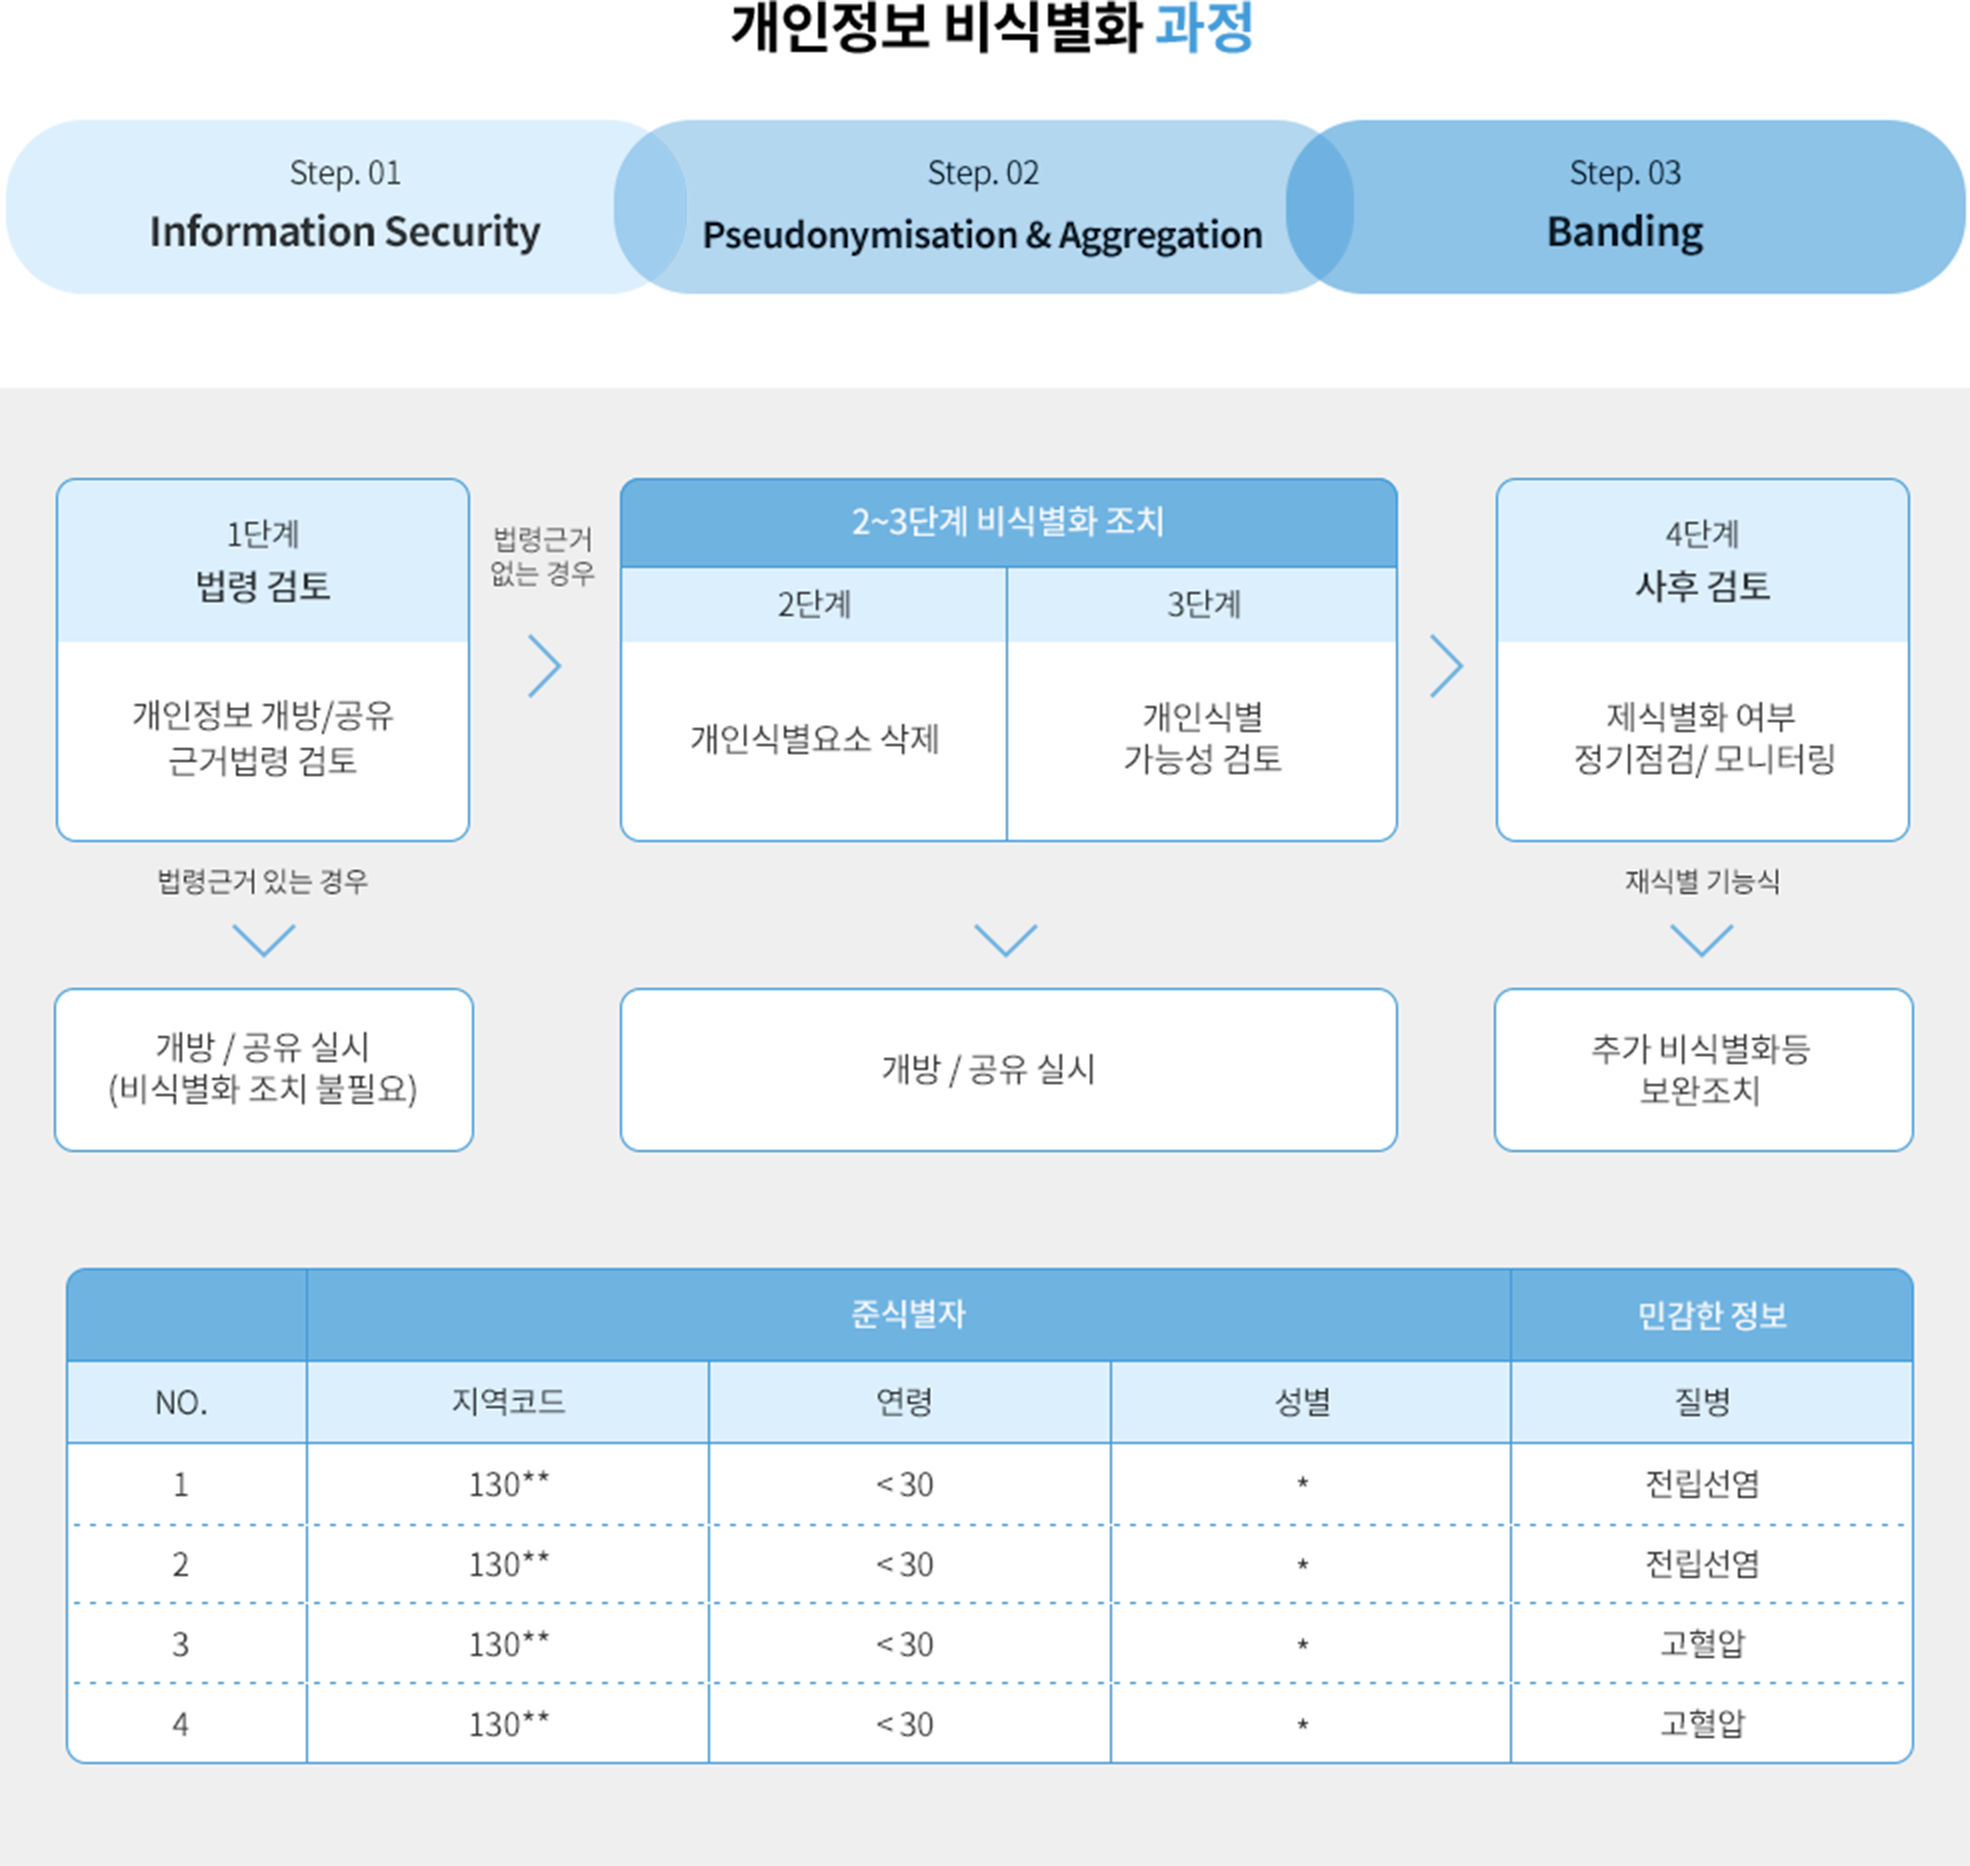 개인정보 비식별화 과정
Step. 01
Information Security
Step. 02
Pseudonymisation & Aggregation
Step. 03
Banding
1단계
법령 검토
개인정보 개방/공유
근거법령 검토
법령근거
없는 경우
2~3단계 비식별화 조치
2단계
3단계
개인식별요소 삭제
개인식별
가능성 검토
4단계
사후 검토
제식별화 여부
정기점검/ 모니터링
법령근거 있는 경우
재식별 기능식
개방 / 공유 실시
(비식별화 조치 불필요)
개방 / 공유 실시
추가 비식별화등
보완조치
준식별자 민감한 정보
NO. 지역코드 연령 성별 질병
1 130** < 30 * 전립선염
2 130** < 30 * 전립선염
3 130** < 30 * 고혈압
4 130** < 30 * 고혈압